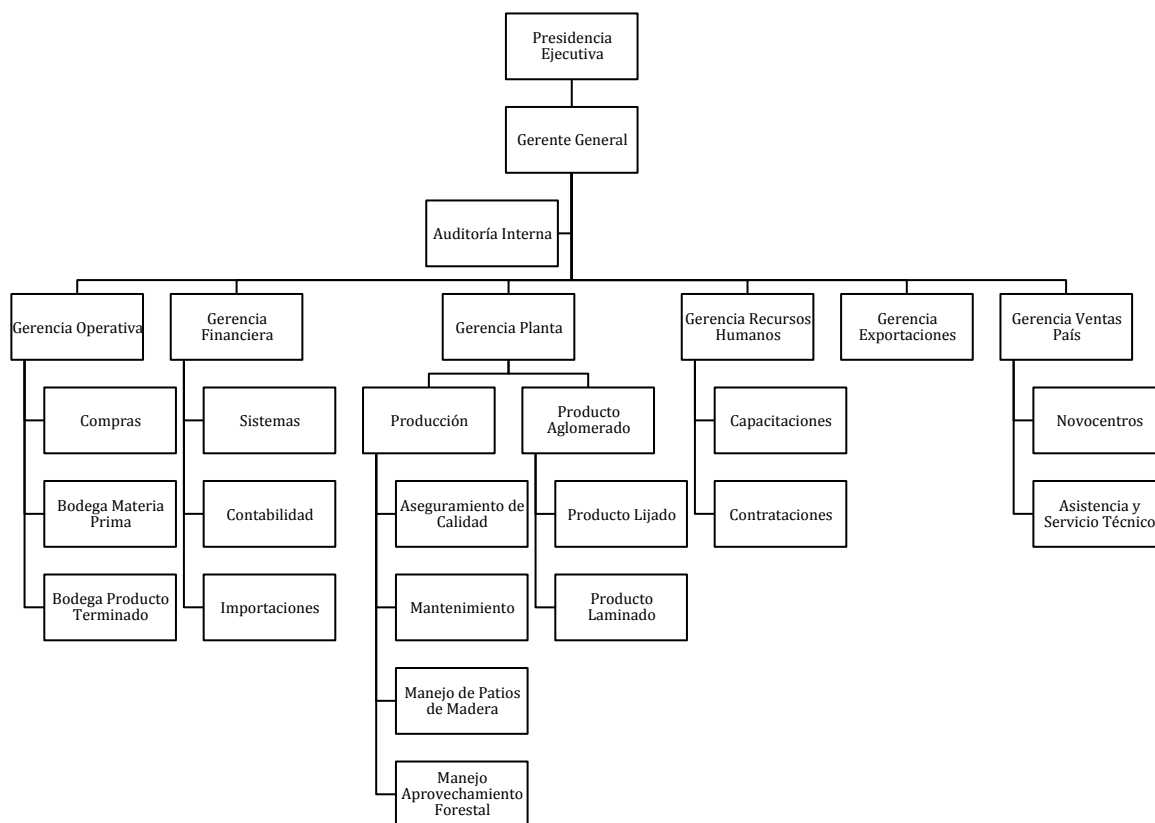 Presidencia
Ejecutiva
Gerente General
Auditoría Interna
Gerencia Operativa
Gerencia
Financiera
Gerencia Planta
Gerencia Recursos
Humanos
Gerencia
Exportaciones
Gerencia Ventas
País
Compras
Bodega Materia
Prima
Bodega Producto
Terminado
Sistemas
Contabilidad
Importaciones
Producción
Aseguramiento de
Calidad
Mantenimiento
Manejo de Patios
de Madera
Manejo
Aprovechamiento
Forestal
Producto
Aglomerado
Producto Lijado
Producto
Laminado
Capacitaciones
Contrataciones
Novocentros
Asistencia y
Servicio Técnico